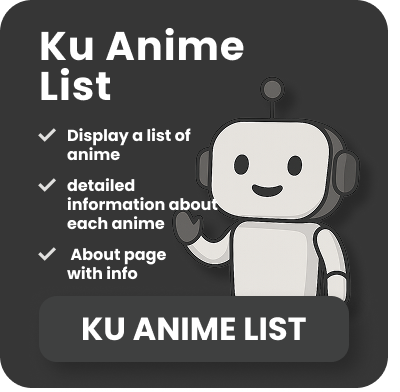 Ku Anime
List
Display a list of
anime
detailed
information about
each anime
About page
with info
KU ANIME LIST